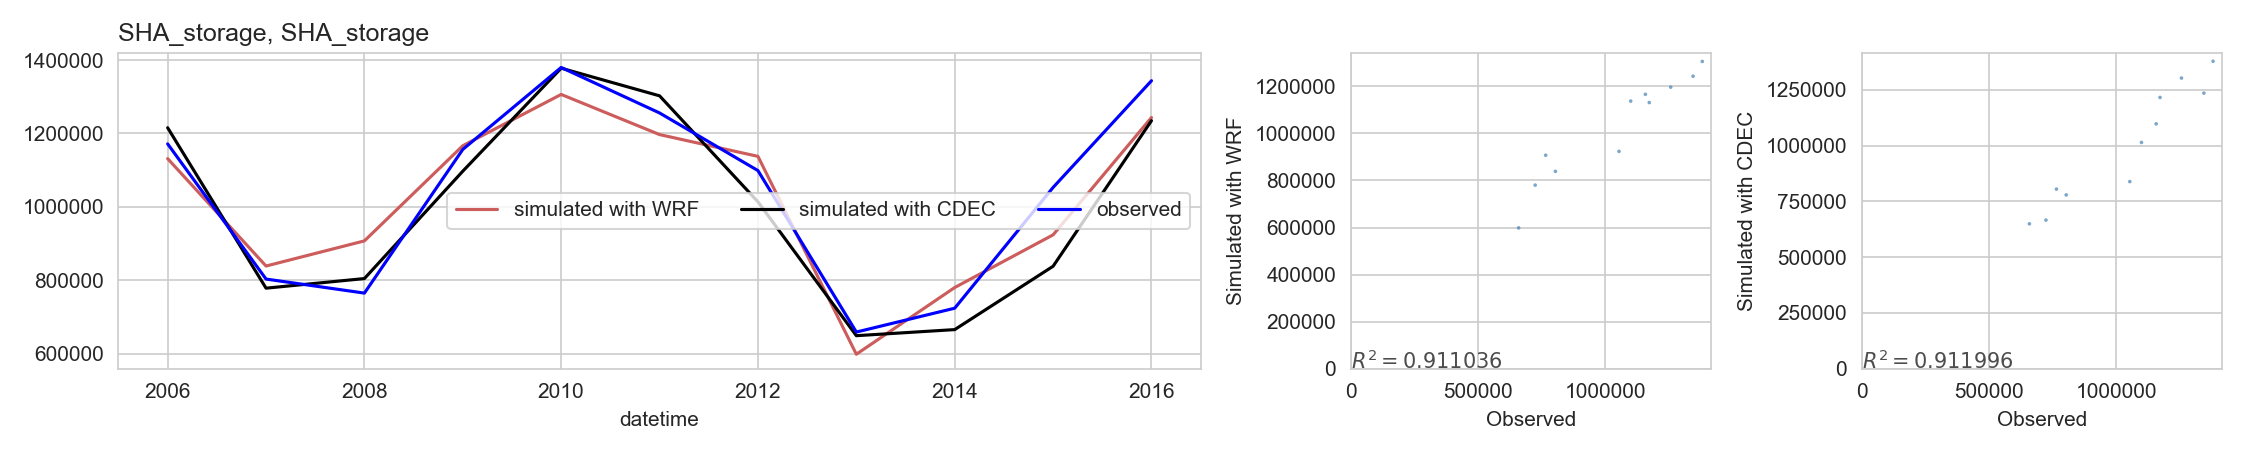 SHA_storage, SHA_storage
1400000
1200000
1000000
800000
600000
2006
2008
2010
2012
2014
2016
datetime
simulated with WRF
simulated with CDEC
observed
Simulated with WRF
1200000
1000000
800000
600000
400000
200000
0
R² = 0.911036
0
500000
1000000
Observed
Simulated with CDEC
1250000
1000000
750000
500000
250000
0
R² = 0.911996
0
500000
1000000
Observed